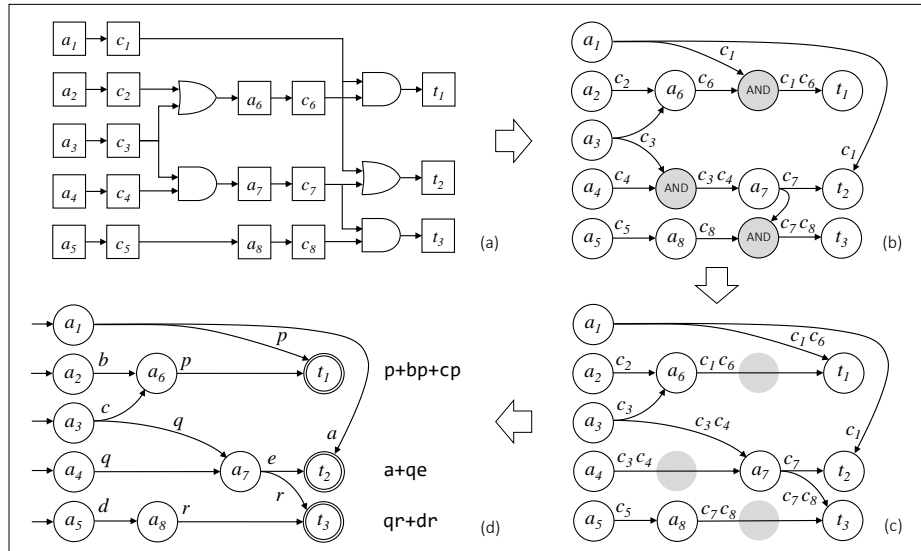 a1 c1
a2 c2 a6 c6 t1
a3 c3
a4 c4 a7 c7 t2
a5 c5 a8 c8 t3
(a)
a1
c1
a2 c2 a6 c6 AND c1 c6 t1
a3 c3
c1
a4 c4 AND c3 c4 a7 c7 t2
a5 c5 a8 c8 AND c7 c8 t3
(b)
a1
p
a2 b a6 p t1 p+bp+cp
c
a3 q
a
a4 q a7 e t2 a+qe
r
a5 d a8 r t3 qr+dr
(d)
a1
c1 c6
a2 c2 a6 c1 c6 t1
c3
a3 c3 c4
c1
a4 c3 c4 a7 c7 t2
c7 c8
a5 c5 a8 c7 c8 t3
(c)